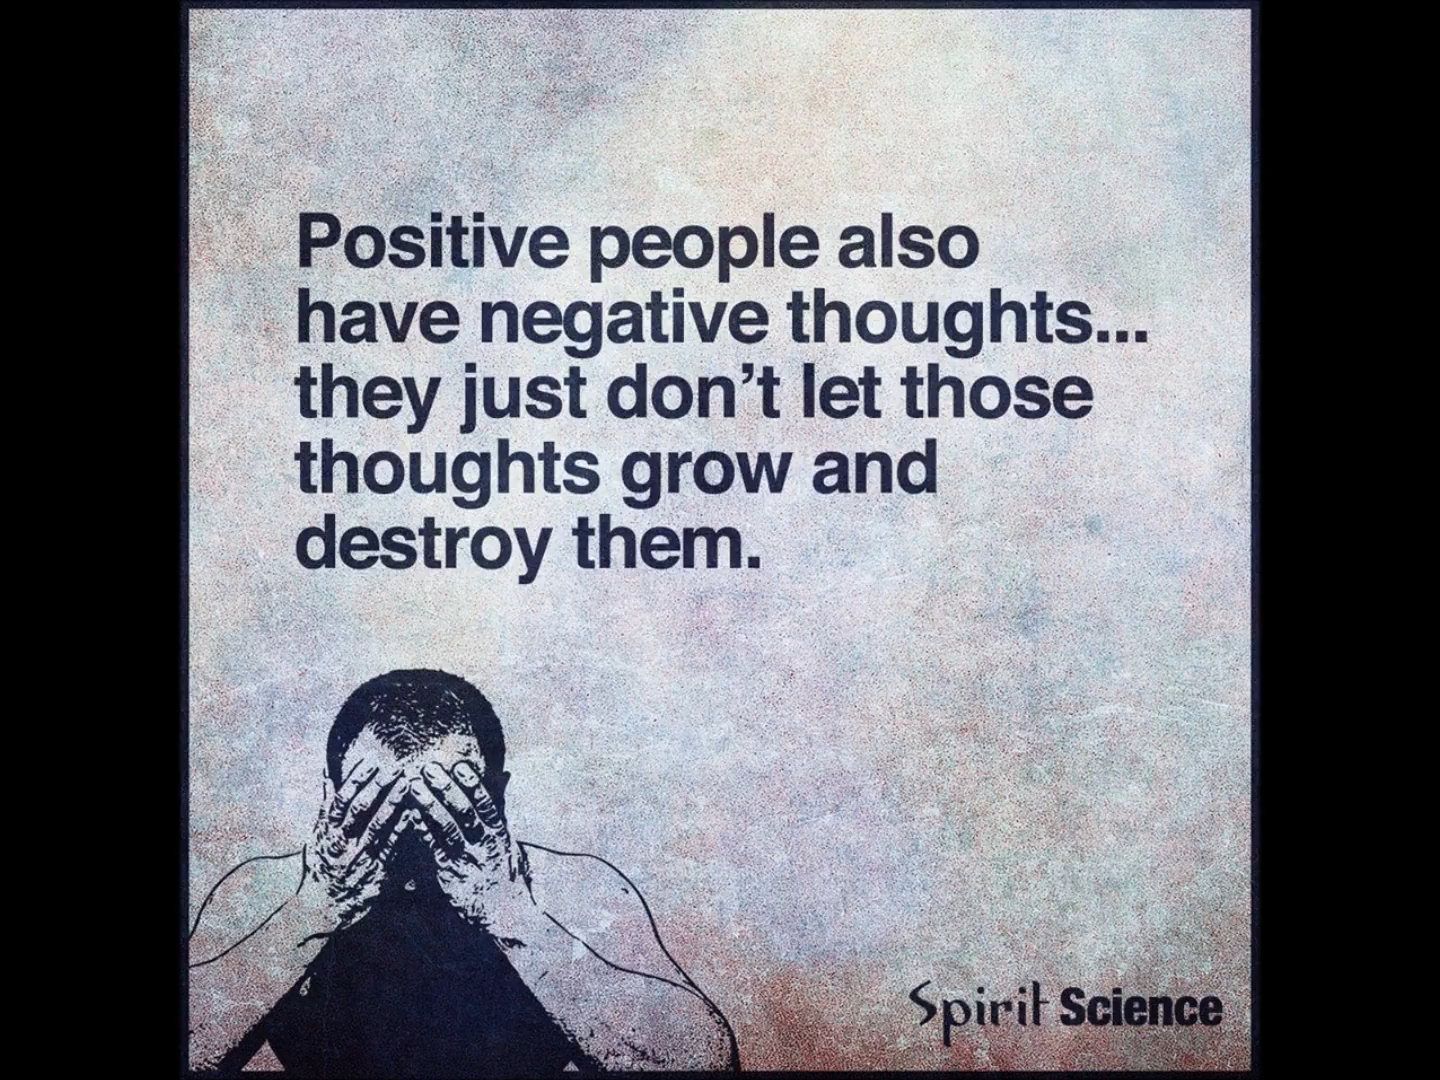 Positive people also
have negative thoughts...
they just don’t let those
thoughts grow and
destroy them.
Spirit Science